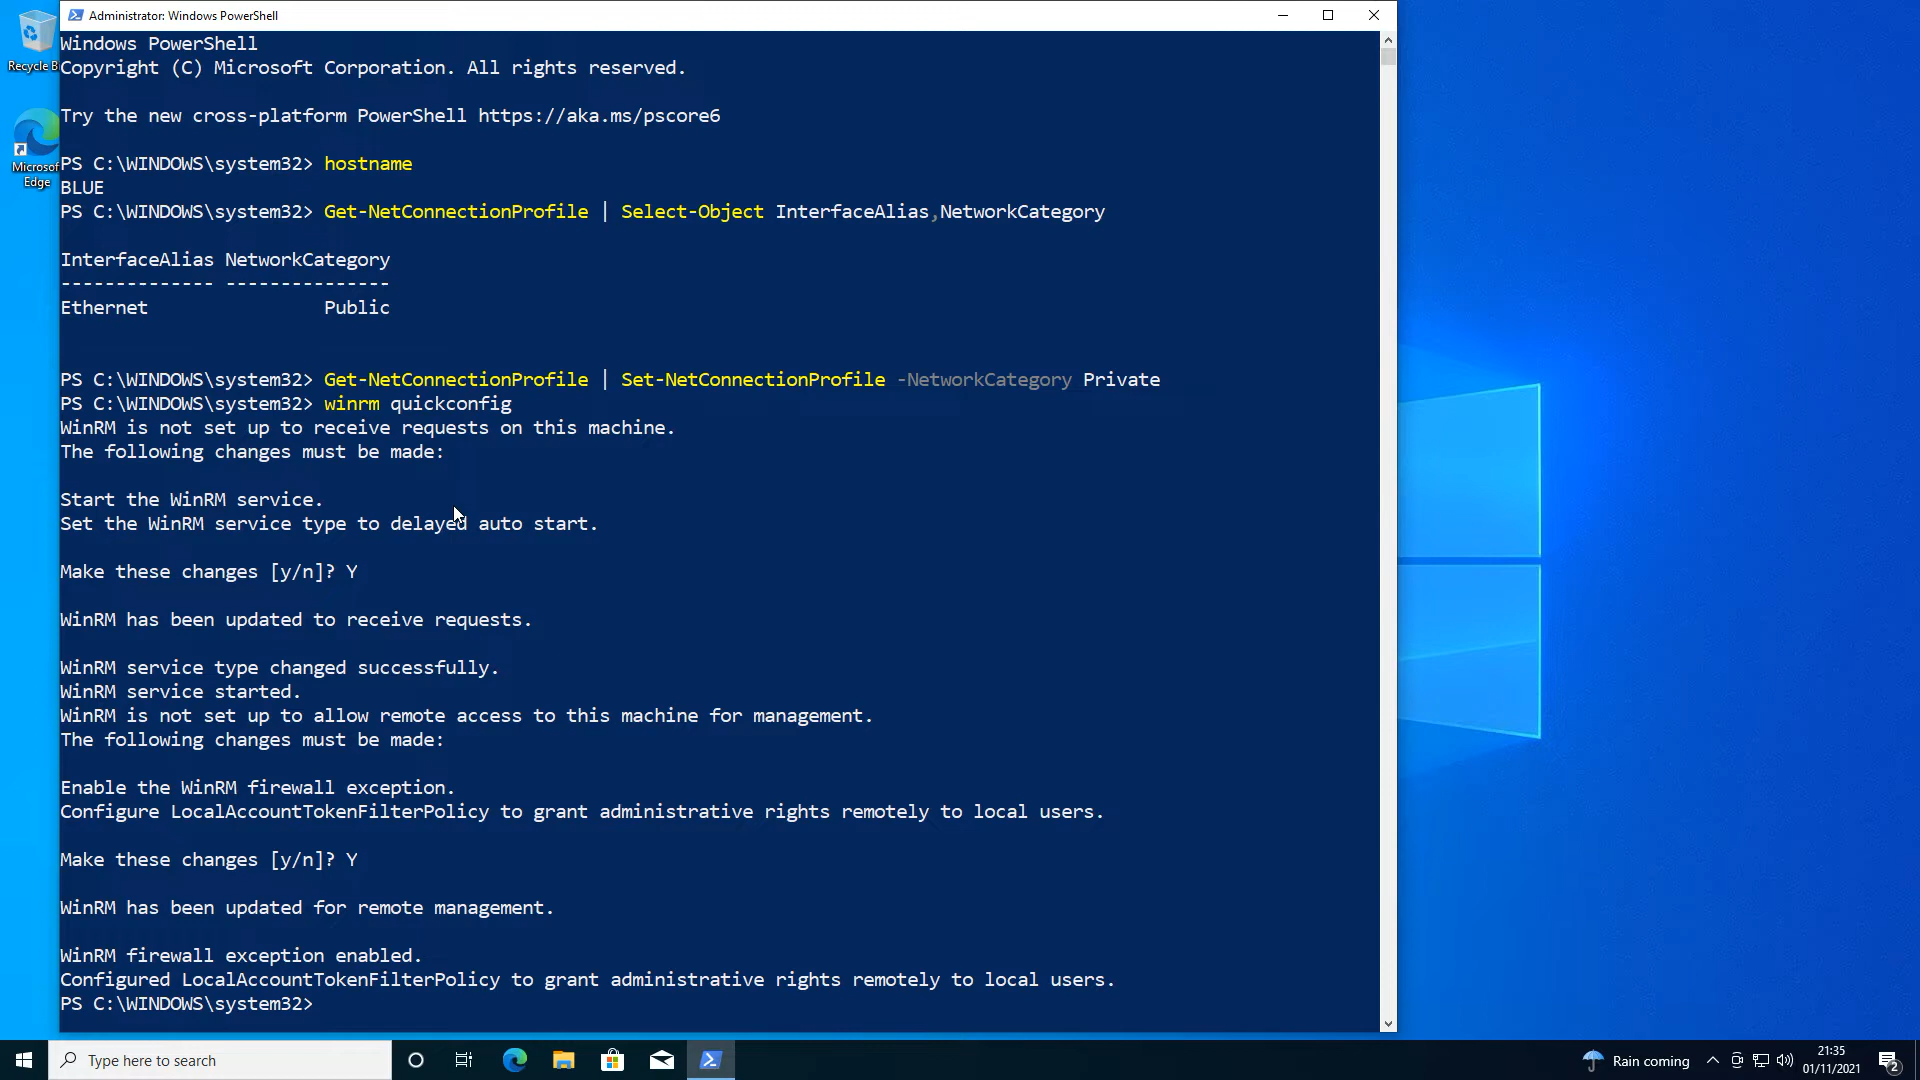 Administrator: Windows PowerShell
Recycle B
Microsof
Edge
Windows PowerShell
Copyright (C) Microsoft Corporation. All rights reserved.
Try the new cross-platform PowerShell https://aka.ms/pscore6
PS C:\WINDOWS\system32> hostname
BLUE
PS C:\WINDOWS\system32> Get-NetConnectionProfile | Select-Object InterfaceAlias,NetworkCategory
InterfaceAlias NetworkCategory
-------------- ---------------
Ethernet                Public
PS C:\WINDOWS\system32> Get-NetConnectionProfile | Set-NetConnectionProfile -NetworkCategory Private
PS C:\WINDOWS\system32> winrm quickconfig
WinRM is not set up to receive requests on this machine.
The following changes must be made:
Start the WinRM service.
Set the WinRM service type to delayed auto start.
Make these changes [y/n]? Y
WinRM has been updated to receive requests.
WinRM service type changed successfully.
WinRM service started.
WinRM is not set up to allow remote access to this machine for management.
The following changes must be made:
Enable the WinRM firewall exception.
Configure LocalAccountTokenFilterPolicy to grant administrative rights remotely to local users.
Make these changes [y/n]? Y
WinRM has been updated for remote management.
WinRM firewall exception enabled.
Configured LocalAccountTokenFilterPolicy to grant administrative rights remotely to local users.
PS C:\WINDOWS\system32>
Type here to search
Rain coming
21:35
01/11/2021
2